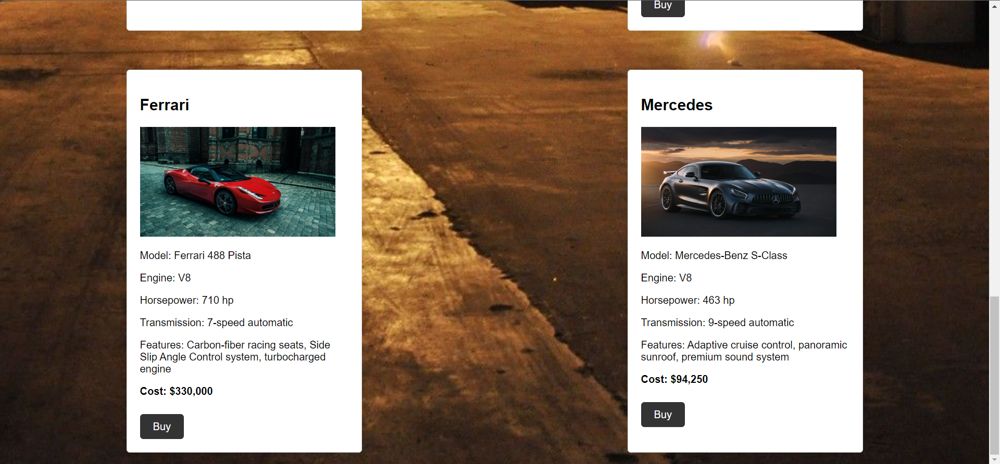 Buy
Ferrari
Model: Ferrari 488 Pista
Engine: V8
Horsepower: 710 hp
Transmission: 7-speed automatic
Features: Carbon-fiber racing seats, Side
Slip Angle Control system, turbocharged
engine
Cost: $330,000
Buy
Mercedes
Model: Mercedes-Benz S-Class
Engine: V8
Horsepower: 463 hp
Transmission: 9-speed automatic
Features: Adaptive cruise control, panoramic
sunroof, premium sound system
Cost: $94,250
Buy